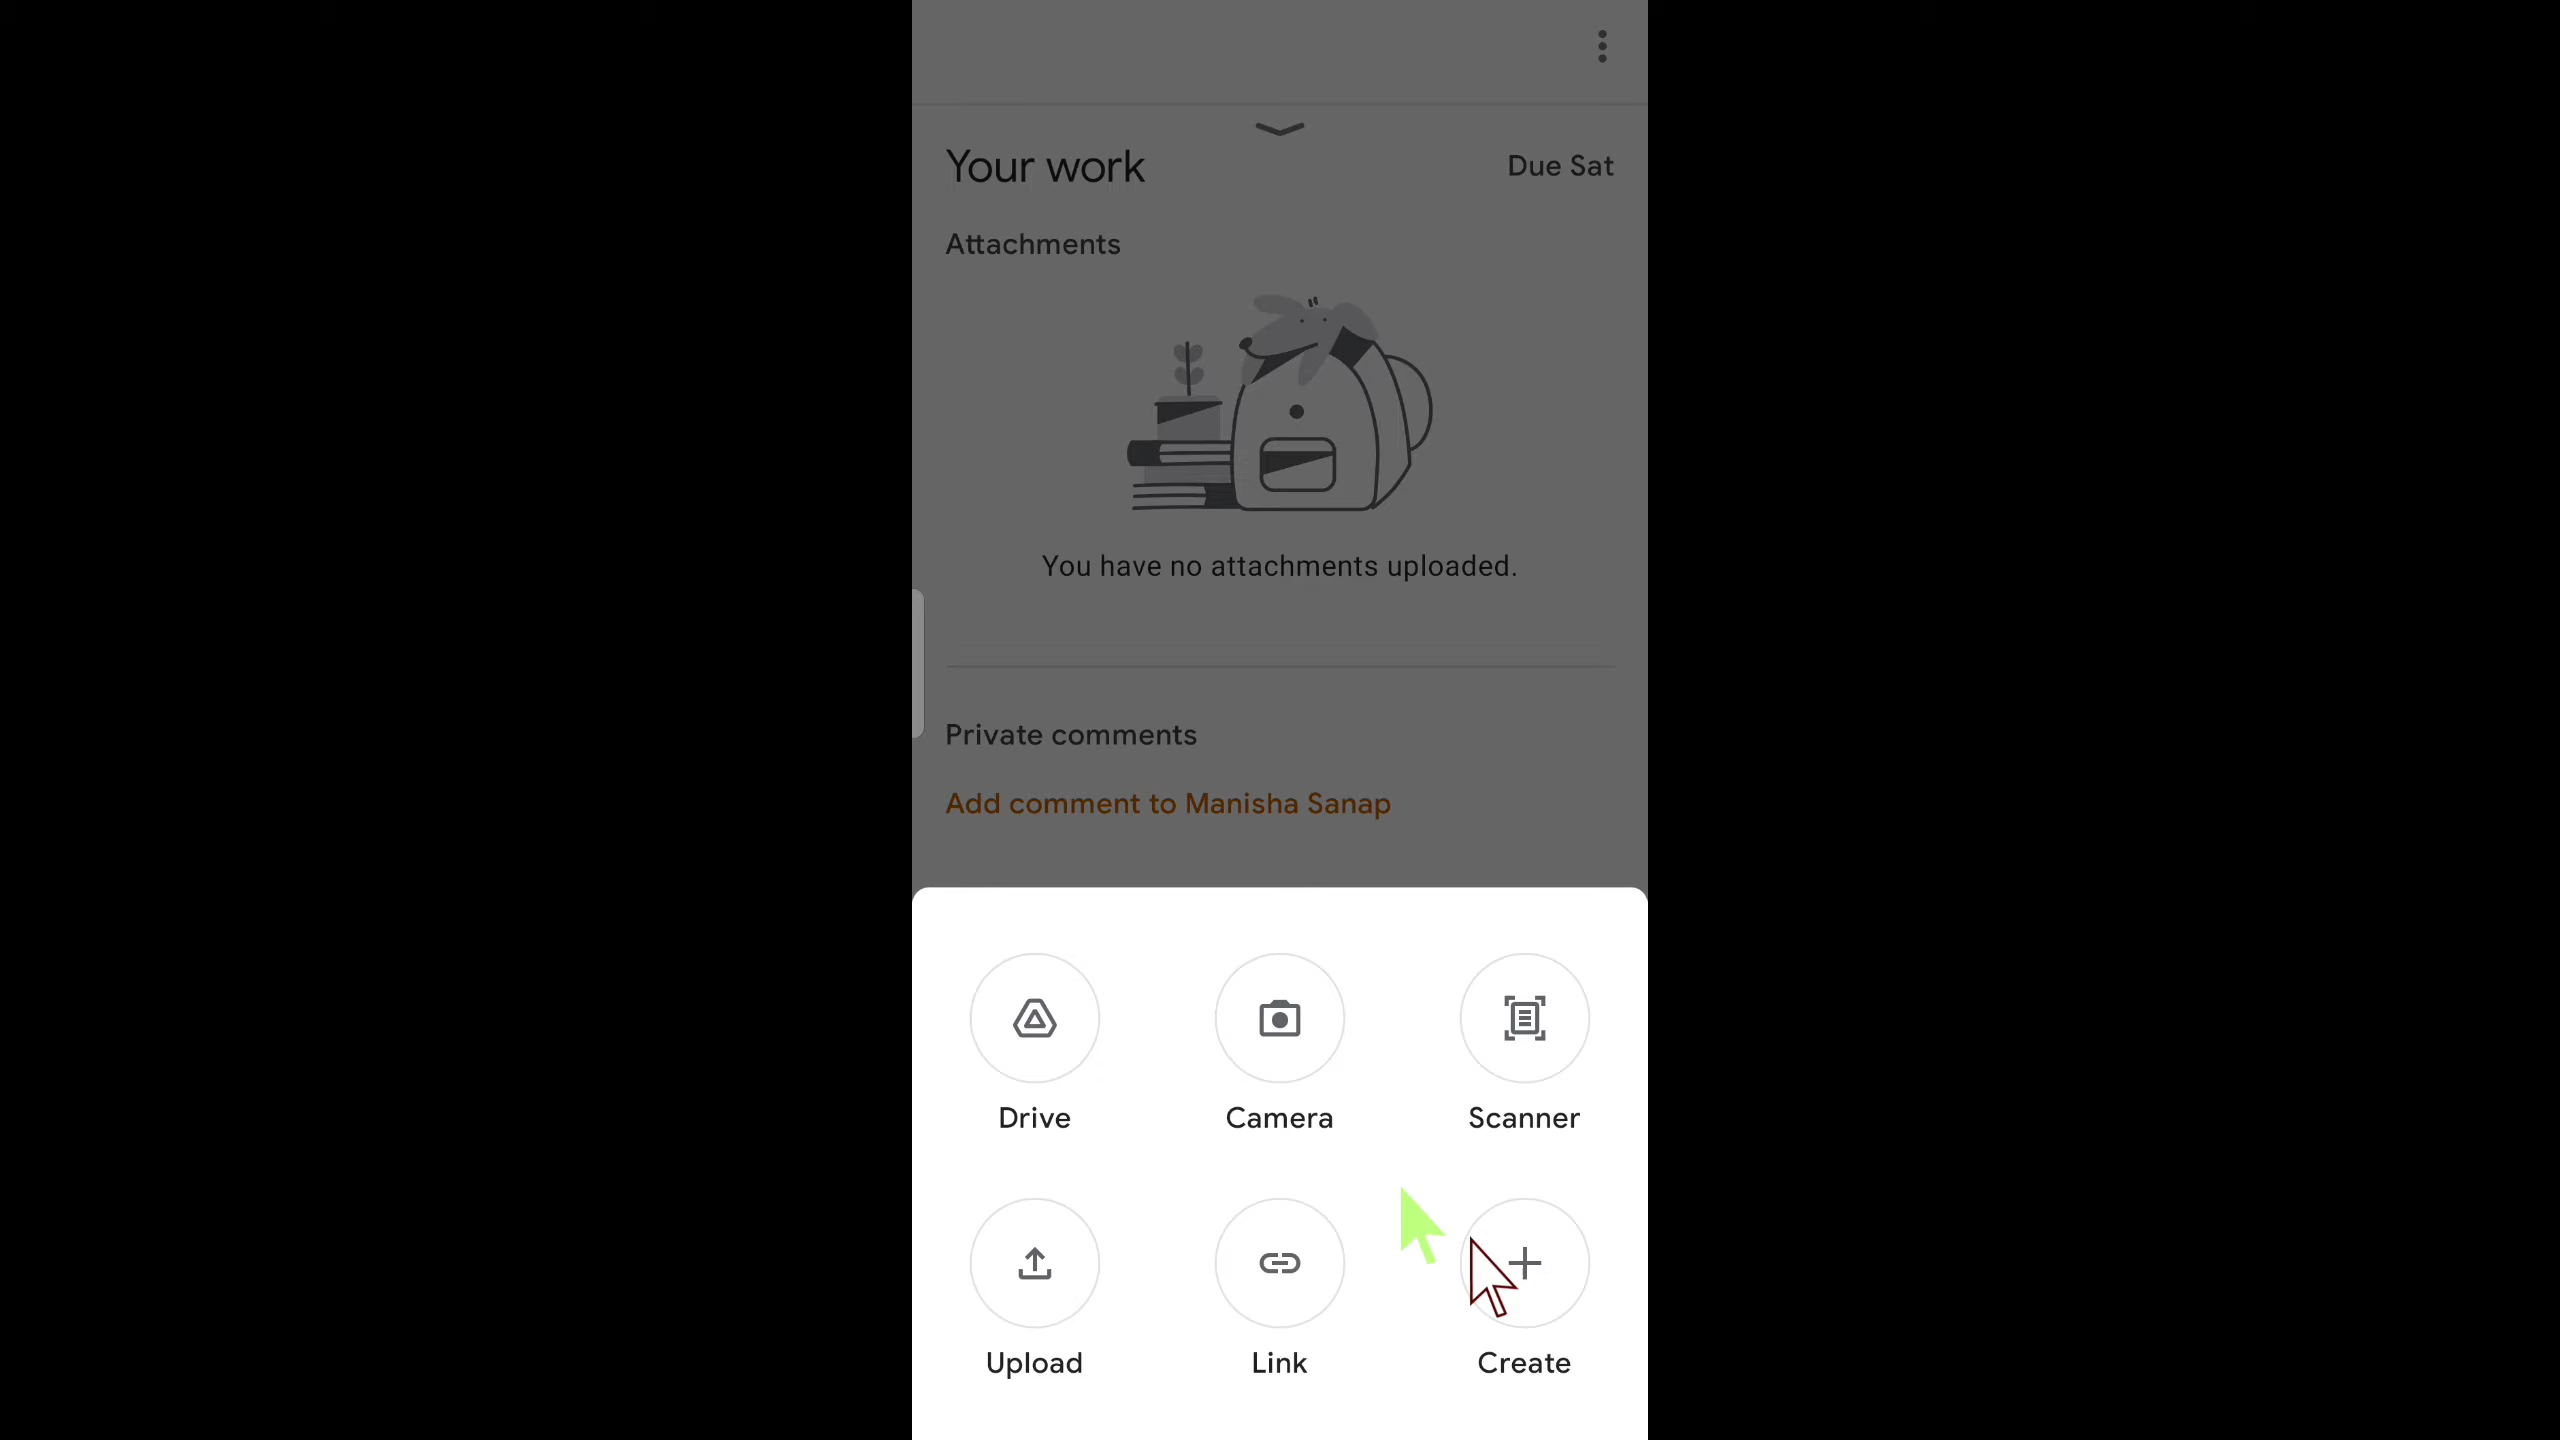 Your work
Due Sat
Attachments
You have no attachments uploaded.
Private comments
Add comment to Manisha Sanap
Drive
Camera
Scanner
Upload
Link
Create